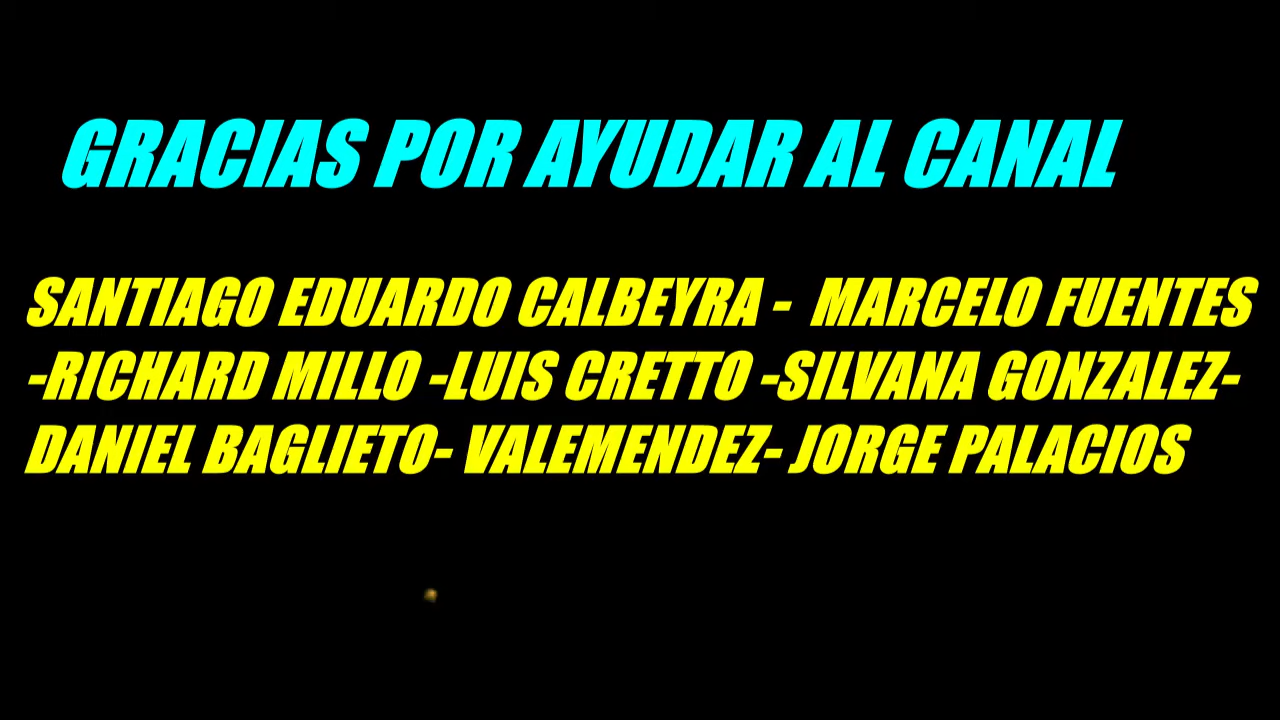 GRACIAS POR AYUDAR AL CANAL
SANTIAGO EDUARDO CALBEYRA - MARCELO FUENTES
-RICHARD MILLO -LUIS CRETTO -SILVANA GONZALEZ-
DANIEL BAGLIETO- VALEMENDEZ- JORGE PALACIOS